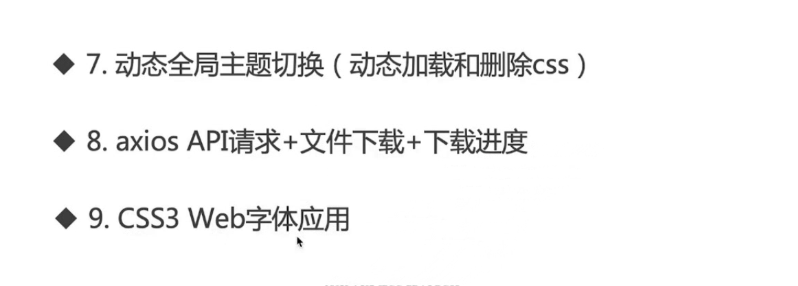 ◆ 7. 动态全局主题切换（动态加载和删除css）
◆ 8. axios API请求+文件下载+下载进度
◆ 9. CSS3 Web字体应用